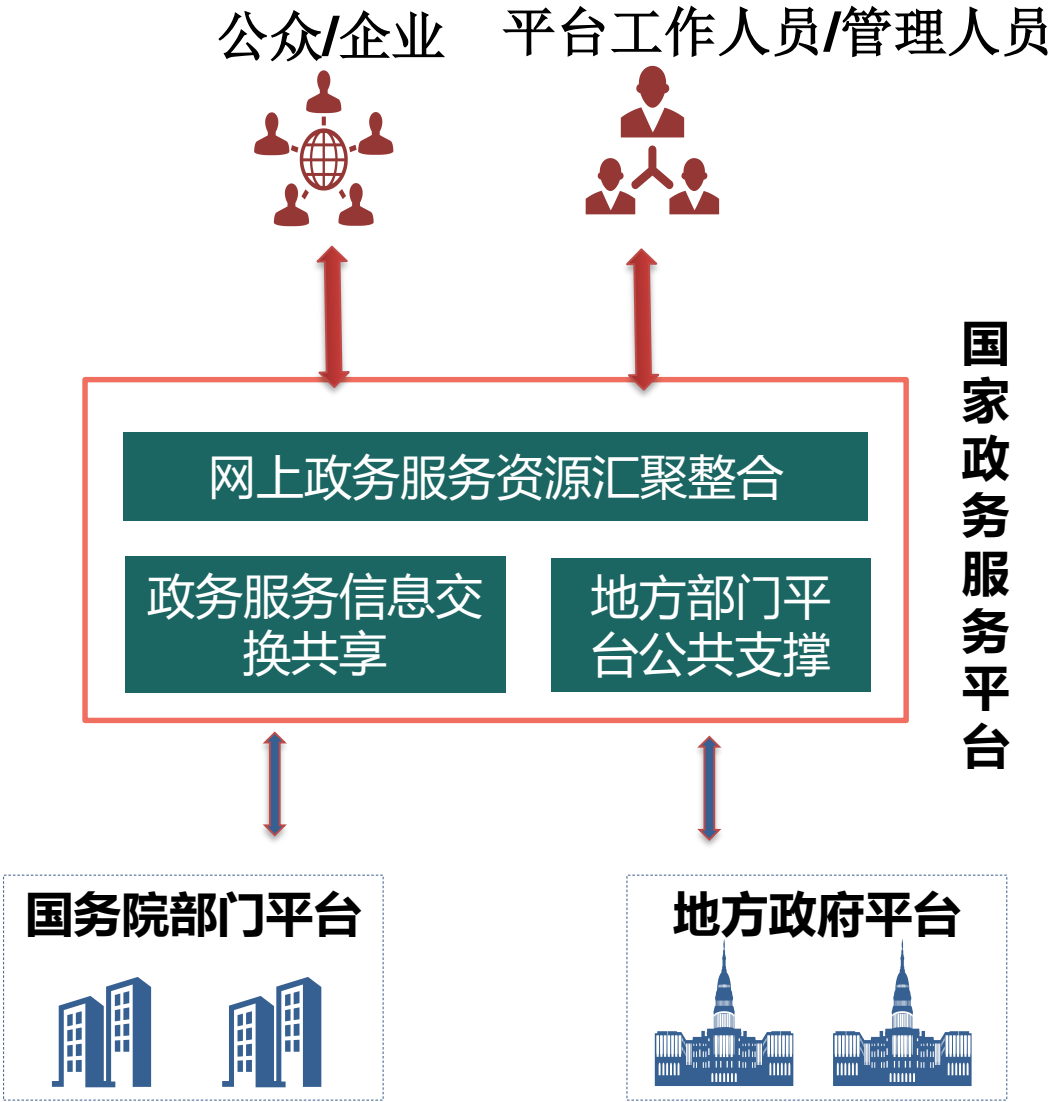 公众/企业
平台工作人员/管理人员
网上政务服务资源汇聚整合
政务服务信息交
换共享
地方部门平
台公共支撑
国家政务服务平台
国务院部门平台
地方政府平台